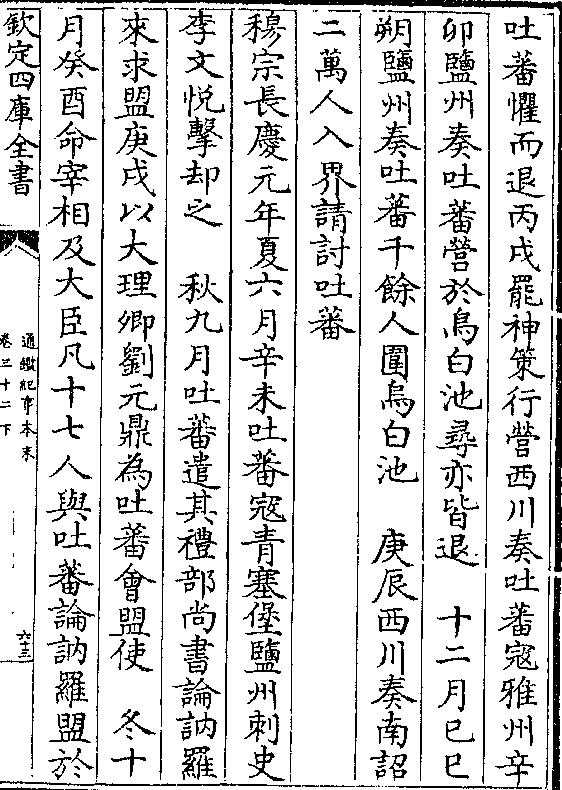 吐蕃懼而退丙戌罷神策行營西川奏吐蕃寇雅州辛
卯鹽州奏吐蕃營於烏白池尋亦皆退　十二月己巳
朔鹽州奏吐蕃千餘人圍烏白池　庚辰西川奏南詔
二萬人入界請討吐蕃
穆宗長慶元年夏六月辛未吐蕃寇青塞堡鹽州刺史
李文悅擊却之　秋九月吐蕃遣其禮部尚書論訥羅
來求盟庚戌以大理卿劉元鼎為吐蕃會盟使　冬十
月癸酉命宰相及大臣凡十七人與吐蕃論訥羅盟於
欽定四庫全書
通鑑紀事本末
卷三十二下
六十三